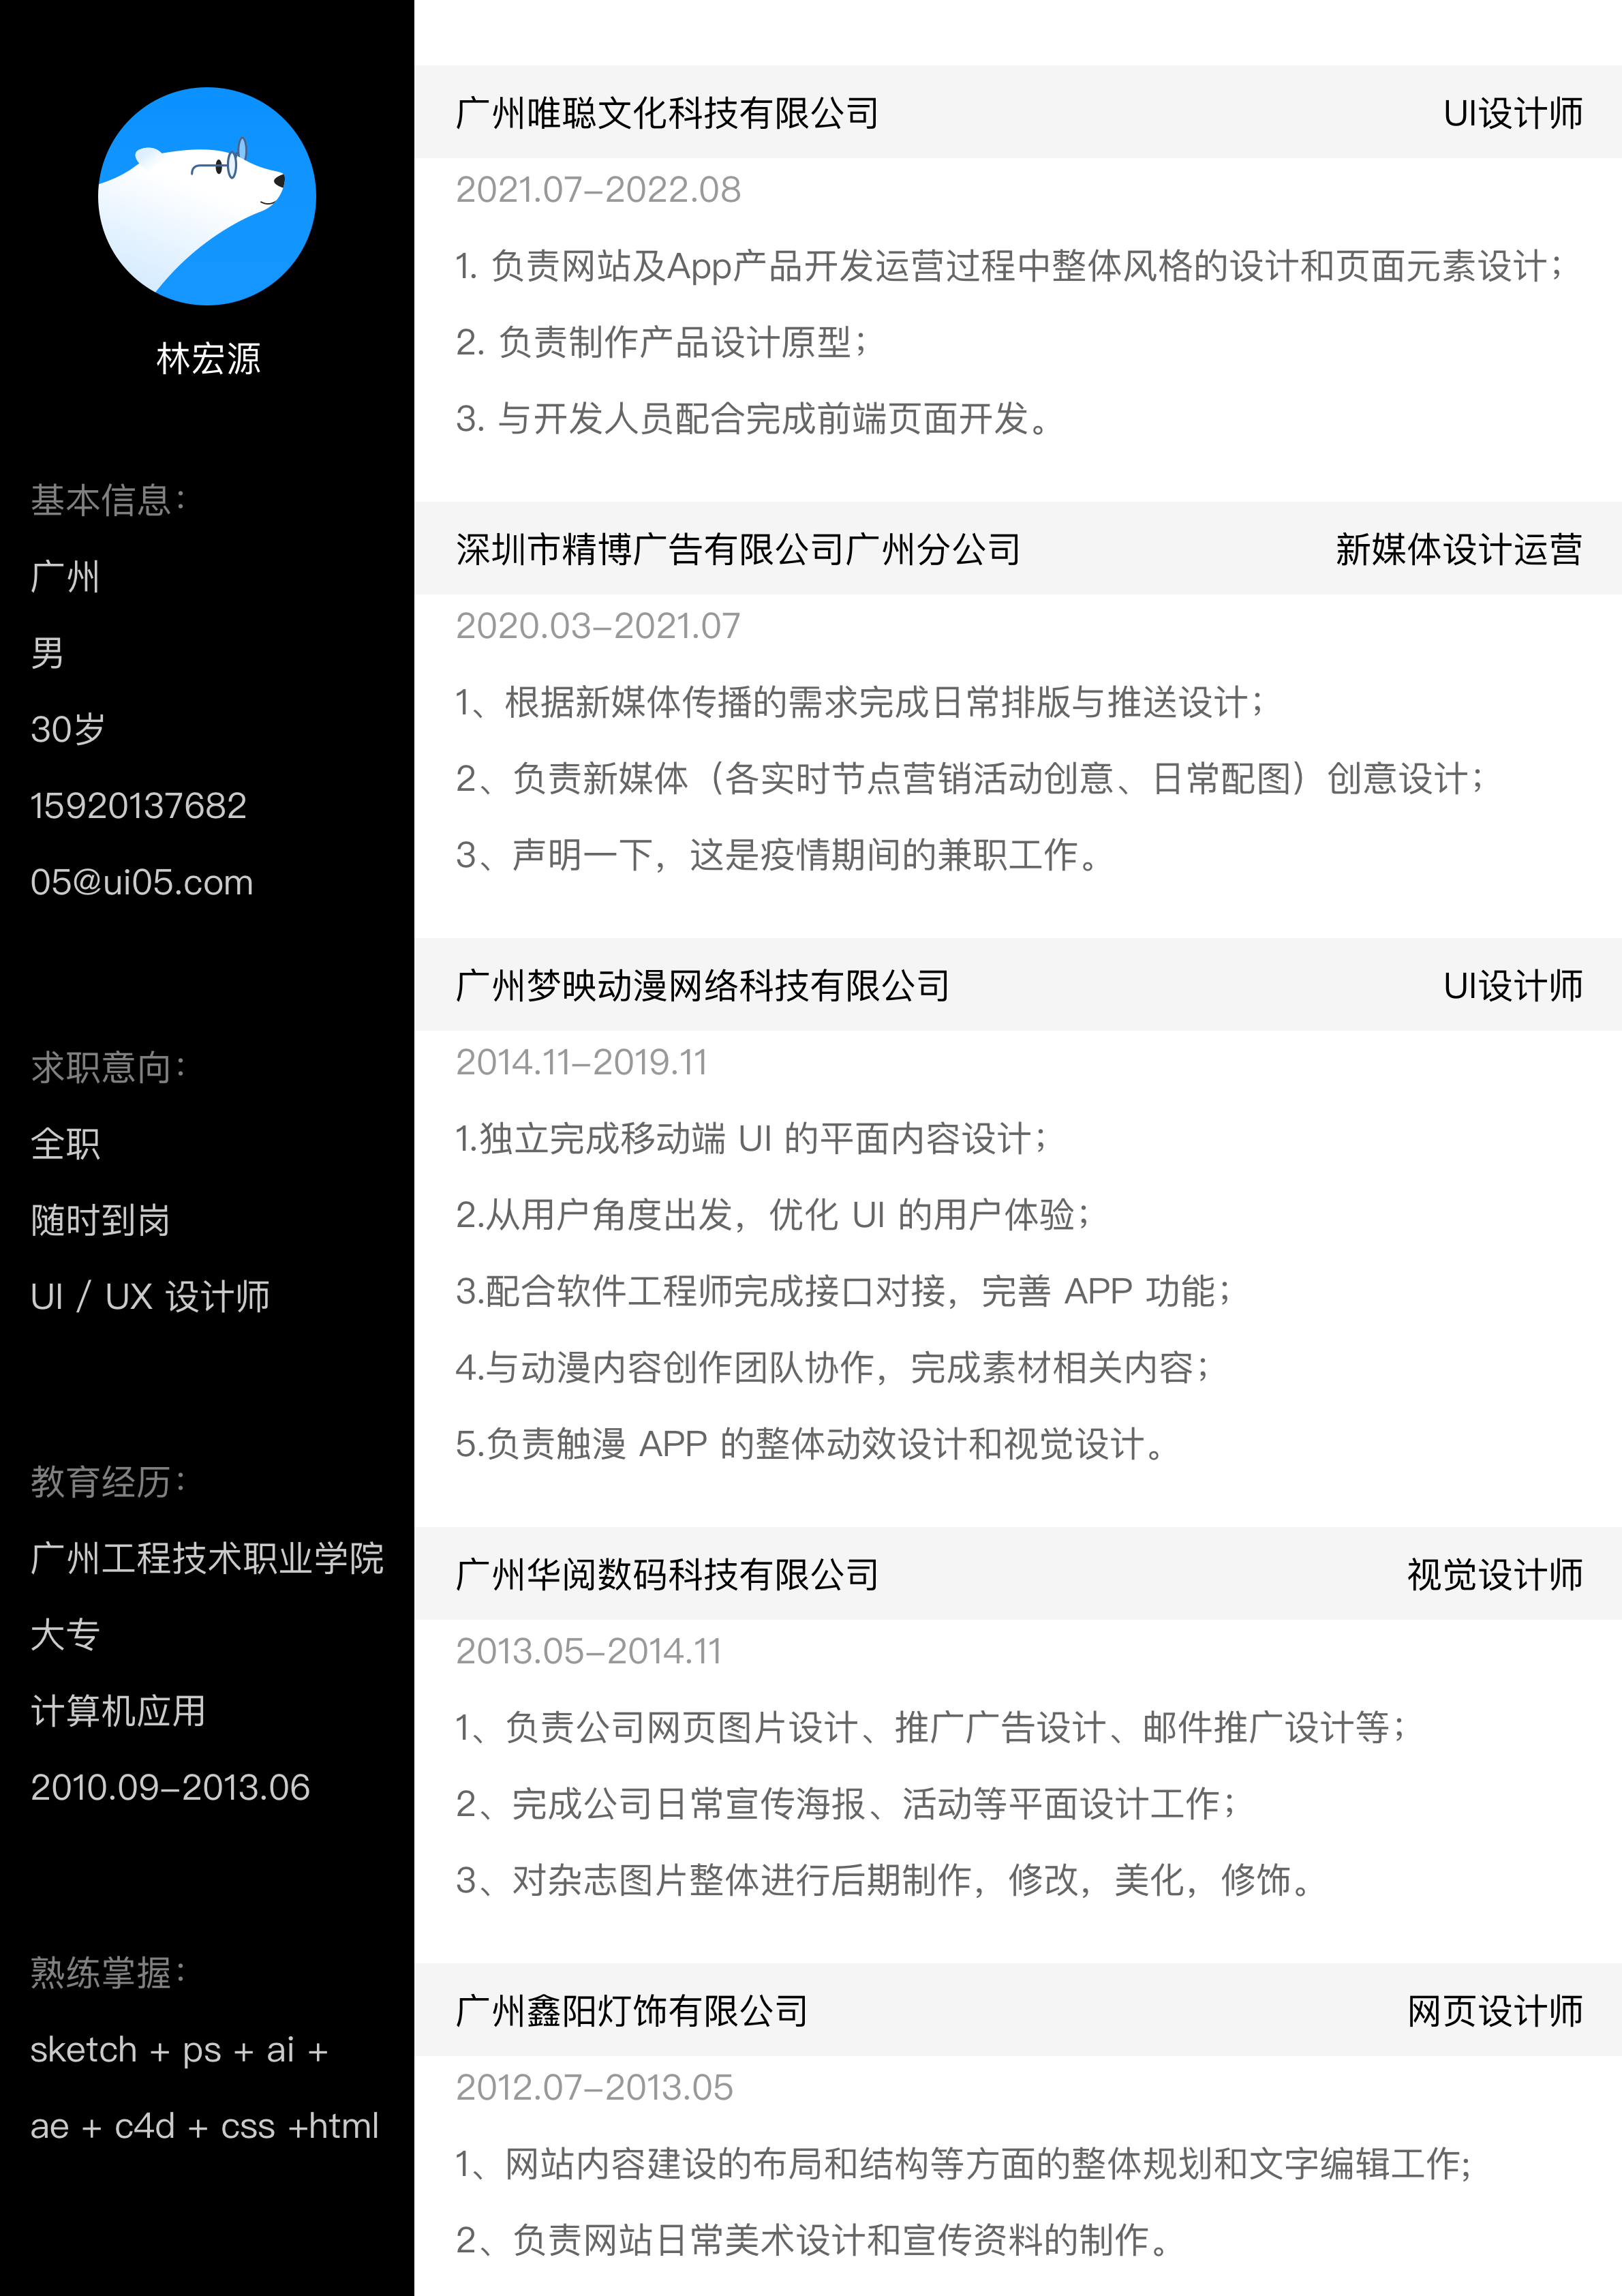 林宏源
基本信息：
广州
男
30岁
15920137682
05@ui05.com
求职意向：
全职
随时到岗
UI / UX 设计师
教育经历：
广州工程技术职业学院
大专
计算机应用
2010.09-2013.06
熟练掌握：
sketch + ps + ai +
ae + c4d + css +html
广州唯聪文化科技有限公司 UI设计师
2021.07-2022.08
1. 负责网站及App产品开发运营过程中整体风格的设计和页面元素设计；
2. 负责制作产品设计原型；
3. 与开发人员配合完成前端页面开发。
深圳市精博广告有限公司广州分公司 新媒体设计运营
2020.03-2021.07
1、根据新媒体传播的需求完成日常排版与推送设计；
2、负责新媒体（各实时节点营销活动创意、日常配图）创意设计；
3、声明一下，这是疫情期间的兼职工作。
广州梦映动漫网络科技有限公司 UI设计师
2014.11-2019.11
1.独立完成移动端 UI 的平面内容设计；
2.从用户角度出发，优化 UI 的用户体验；
3.配合软件工程师完成接口对接，完善 APP 功能；
4.与动漫内容创作团队协作，完成素材相关内容；
5.负责触漫 APP 的整体动效设计和视觉设计。
广州华阅数码科技有限公司 视觉设计师
2013.05-2014.11
1、负责公司网页图片设计、推广广告设计、邮件推广设计等；
2、完成公司日常宣传海报、活动等平面设计工作；
3、对杂志图片整体进行后期制作，修改，美化，修饰。
广州鑫阳灯饰有限公司 网页设计师
2012.07-2013.05
1、网站内容建设的布局和结构等方面的整体规划和文字编辑工作;
2、负责网站日常美术设计和宣传资料的制作。